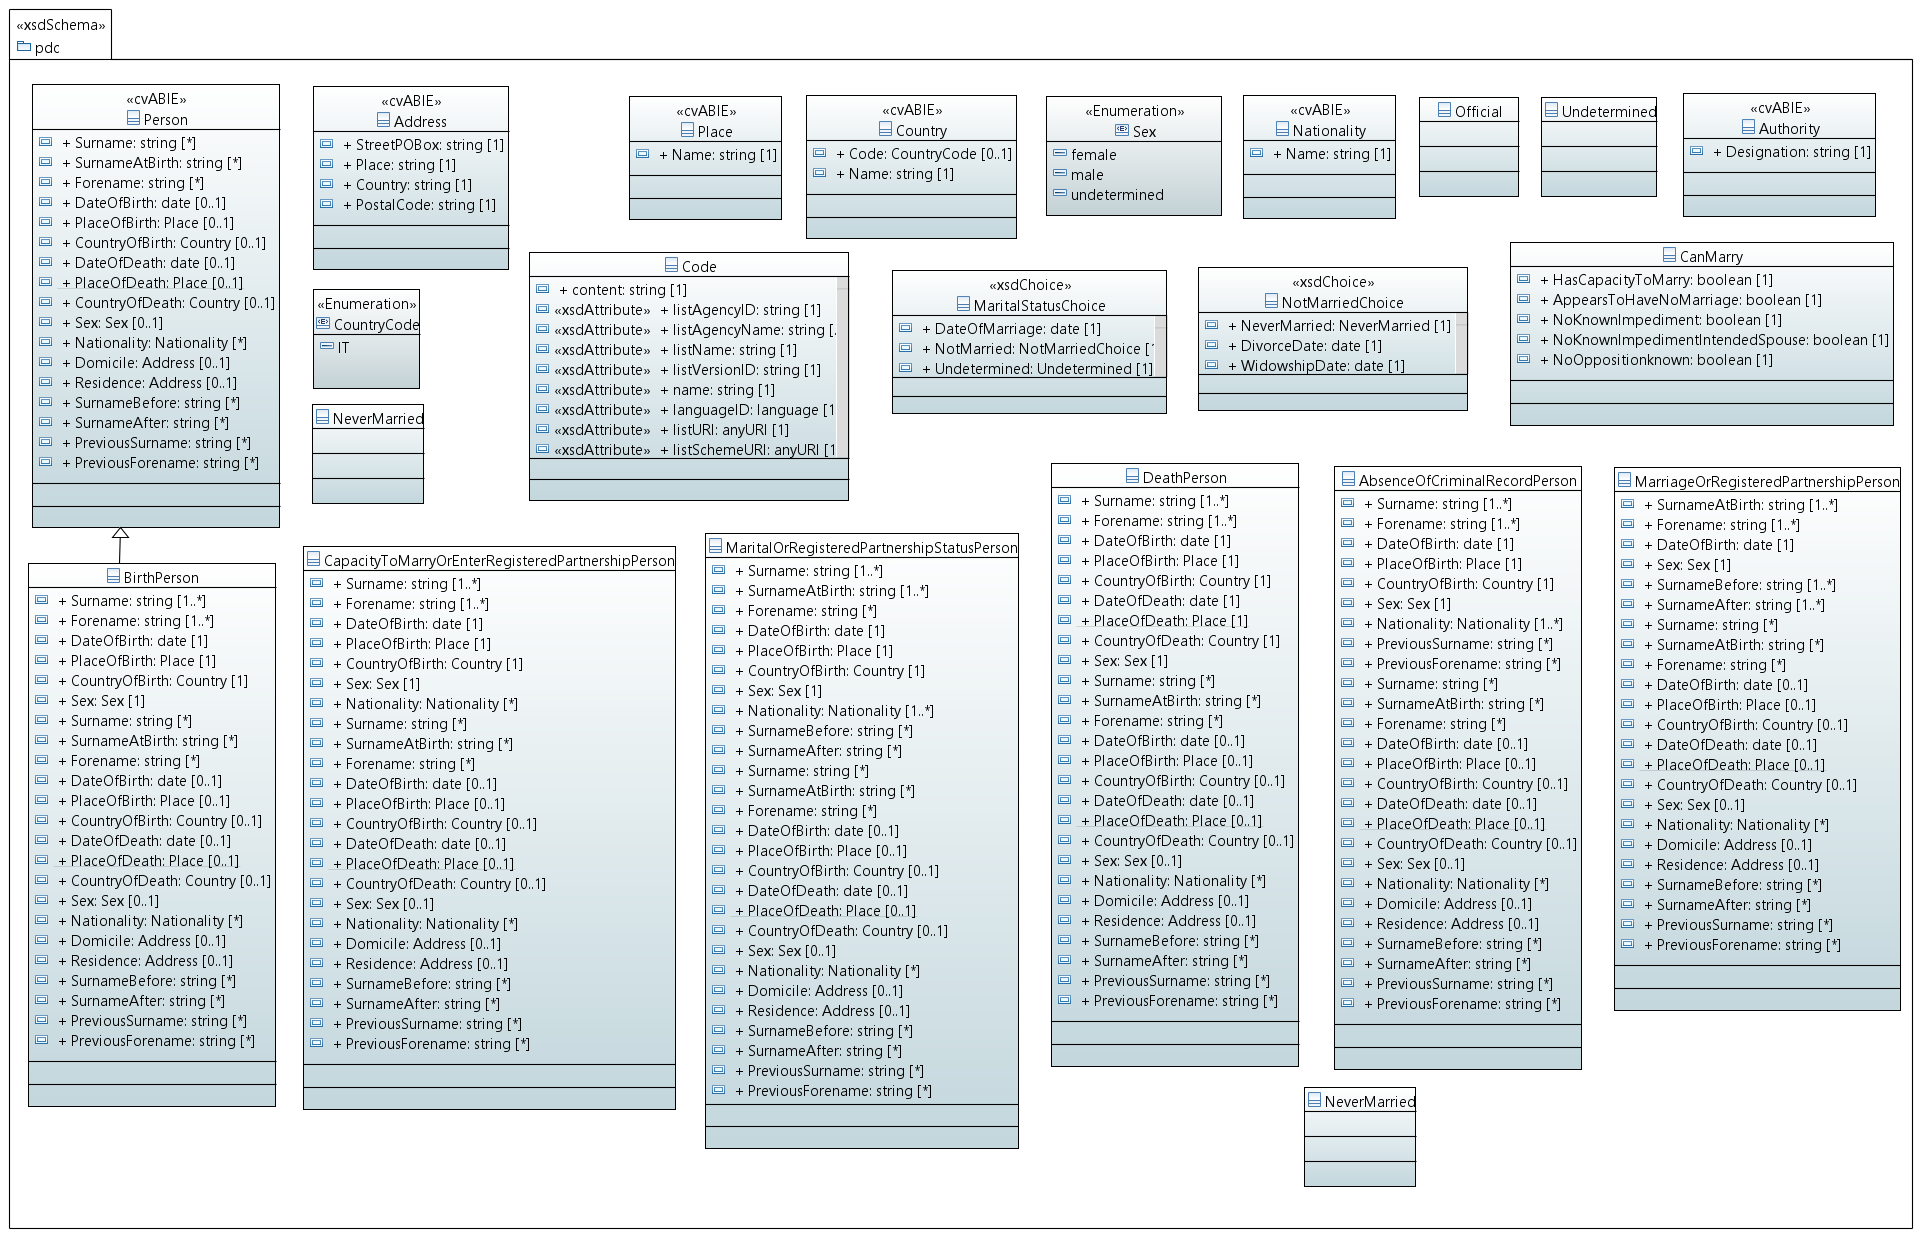 «xsdSchema»
pdc
«cvABIE»
Person
+ Surname: string [*]
+ SurnameAtBirth: string [*]
+ Forename: string [*]
+ DateOfBirth: date [0..1]
+ PlaceOfBirth: Place [0..1]
+ CountryOfBirth: Country [0..1]
+ DateOfDeath: date [0..1]
+ PlaceOfDeath: Place [0..1]
+ CountryOfDeath: Country [0..1]
+ Sex: Sex [0..1]
+ Nationality: Nationality [*]
+ Domicile: Address [0..1]
+ Residence: Address [0..1]
+ SurnameBefore: string [*]
+ SurnameAfter: string [*]
+ PreviousSurname: string [*]
+ PreviousForename: string [*]
«cvABIE»
Address
+ StreetPOBox: string [1]
+ Place: string [1]
+ Country: string [1]
+ PostalCode: string [1]
«cvABIE»
Place
+ Name: string [1]
«cvABIE»
Country
+ Code: CountryCode [0..1]
+ Name: string [1]
«Enumeration»
Sex
female
male
undetermined
«cvABIE»
Nationality
+ Name: string [1]
Official
Undetermined
«cvABIE»
Authority
+ Designation: string [1]
«Enumeration»
CountryCode
IT
NeverMarried
Code
+ content: string [1]
«xsdAttribute» + listAgencyID: string [1]
«xsdAttribute» + listAgencyName: string [.
«xsdAttribute» + listName: string [1]
«xsdAttribute» + listVersionID: string [1]
«xsdAttribute» + name: string [1]
«xsdAttribute» + languageID: language [1
«xsdAttribute» + listURI: anyURI [1]
«xsdAttribute» + listSchemeURI: anyURI [1
«xsdChoice»
MaritalStatusChoice
+ DateOfMarriage: date [1]
+ NotMarried: NotMarriedChoice [1
+ Undetermined: Undetermined [1]
«xsdChoice»
NotMarriedChoice
+ NeverMarried: NeverMarried [1]
+ DivorceDate: date [1]
+ WidowshipDate: date [1]
CanMarry
+ HasCapacityToMarry: boolean [1]
+ AppearsToHaveNoMarriage: boolean [1]
+ NoKnownImpediment: boolean [1]
+ NoKnownImpedimentIntendedSpouse: boolean [1]
+ NoOppositionknown: boolean [1]
BirthPerson
+ Surname: string [1..*]
+ Forename: string [1..*]
+ DateOfBirth: date [1]
+ PlaceOfBirth: Place [1]
+ CountryOfBirth: Country [1]
+ Sex: Sex [1]
+ Surname: string [*]
+ SurnameAtBirth: string [*]
+ Forename: string [*]
+ DateOfBirth: date [0..1]
+ PlaceOfBirth: Place [0..1]
+ CountryOfBirth: Country [0..1]
+ DateOfDeath: date [0..1]
+ PlaceOfDeath: Place [0..1]
+ CountryOfDeath: Country [0..1]
+ Sex: Sex [0..1]
+ Nationality: Nationality [*]
+ Domicile: Address [0..1]
+ Residence: Address [0..1]
+ SurnameBefore: string [*]
+ SurnameAfter: string [*]
+ PreviousSurname: string [*]
+ PreviousForename: string [*]
CapacityToMarryOrEnterRegisteredPartnershipPerson
+ Surname: string [1..*]
+ Forename: string [1..*]
+ DateOfBirth: date [1]
+ PlaceOfBirth: Place [1]
+ CountryOfBirth: Country [1]
+ Sex: Sex [1]
+ Nationality: Nationality [*]
+ Surname: string [*]
+ SurnameAtBirth: string [*]
+ Forename: string [*]
+ DateOfBirth: date [0..1]
+ PlaceOfBirth: Place [0..1]
+ CountryOfBirth: Country [0..1]
+ DateOfDeath: date [0..1]
+ PlaceOfDeath: Place [0..1]
+ CountryOfDeath: Country [0..1]
+ Sex: Sex [0..1]
+ Nationality: Nationality [*]
+ Domicile: Address [0..1]
+ Residence: Address [0..1]
+ SurnameBefore: string [*]
+ SurnameAfter: string [*]
+ PreviousSurname: string [*]
+ PreviousForename: string [*]
MaritalOrRegisteredPartnershipStatusPerson
+ Surname: string [1..*]
+ SurnameAtBirth: string [1..*]
+ Forename: string [*]
+ DateOfBirth: date [1]
+ PlaceOfBirth: Place [1]
+ CountryOfBirth: Country [1]
+ Sex: Sex [1]
+ Nationality: Nationality [1..*]
+ SurnameBefore: string [*]
+ SurnameAfter: string [*]
+ Surname: string [*]
+ SurnameAtBirth: string [*]
+ Forename: string [*]
+ DateOfBirth: date [0..1]
+ PlaceOfBirth: Place [0..1]
+ CountryOfBirth: Country [0..1]
+ DateOfDeath: date [0..1]
+ PlaceOfDeath: Place [0..1]
+ CountryOfDeath: Country [0..1]
+ Sex: Sex [0..1]
+ Nationality: Nationality [*]
+ Domicile: Address [0..1]
+ Residence: Address [0..1]
+ SurnameBefore: string [*]
+ SurnameAfter: string [*]
+ PreviousSurname: string [*]
+ PreviousForename: string [*]
DeathPerson
+ Surname: string [1..*]
+ Forename: string [1..*]
+ DateOfBirth: date [1]
+ PlaceOfBirth: Place [1]
+ CountryOfBirth: Country [1]
+ DateOfDeath: date [1]
+ PlaceOfDeath: Place [1]
+ CountryOfDeath: Country [1]
+ Sex: Sex [1]
+ Surname: string [*]
+ SurnameAtBirth: string [*]
+ Forename: string [*]
+ DateOfBirth: date [0..1]
+ PlaceOfBirth: Place [0..1]
+ CountryOfBirth: Country [0..1]
+ DateOfDeath: date [0..1]
+ PlaceOfDeath: Place [0..1]
+ CountryOfDeath: Country [0..1]
+ Sex: Sex [0..1]
+ Nationality: Nationality [*]
+ Domicile: Address [0..1]
+ Residence: Address [0..1]
+ SurnameBefore: string [*]
+ SurnameAfter: string [*]
+ PreviousSurname: string [*]
+ PreviousForename: string [*]
AbsenceOfCriminalRecordPerson
+ Surname: string [1..*]
+ Forename: string [1..*]
+ DateOfBirth: date [1]
+ PlaceOfBirth: Place [1]
+ CountryOfBirth: Country [1]
+ Sex: Sex [1]
+ Nationality: Nationality [1..*]
+ PreviousSurname: string [*]
+ PreviousForename: string [*]
+ Surname: string [*]
+ SurnameAtBirth: string [*]
+ Forename: string [*]
+ DateOfBirth: date [0..1]
+ PlaceOfBirth: Place [0..1]
+ CountryOfBirth: Country [0..1]
+ DateOfDeath: date [0..1]
+ PlaceOfDeath: Place [0..1]
+ CountryOfDeath: Country [0..1]
+ Sex: Sex [0..1]
+ Nationality: Nationality [*]
+ Domicile: Address [0..1]
+ Residence: Address [0..1]
+ SurnameBefore: string [*]
+ SurnameAfter: string [*]
+ PreviousSurname: string [*]
+ PreviousForename: string [*]
MarriageOrRegisteredPartnershipPerson
+ SurnameAtBirth: string [1..*]
+ Forename: string [1..*]
+ DateOfBirth: date [1]
+ Sex: Sex [1]
+ SurnameBefore: string [1..*]
+ SurnameAfter: string [1..*]
+ Surname: string [*]
+ SurnameAtBirth: string [*]
+ Forename: string [*]
+ DateOfBirth: date [0..1]
+ PlaceOfBirth: Place [0..1]
+ CountryOfBirth: Country [0..1]
+ DateOfDeath: date [0..1]
+ PlaceOfDeath: Place [0..1]
+ CountryOfDeath: Country [0..1]
+ Sex: Sex [0..1]
+ Nationality: Nationality [*]
+ Domicile: Address [0..1]
+ Residence: Address [0..1]
+ SurnameBefore: string [*]
+ SurnameAfter: string [*]
+ PreviousSurname: string [*]
+ PreviousForename: string [*]
NeverMarried